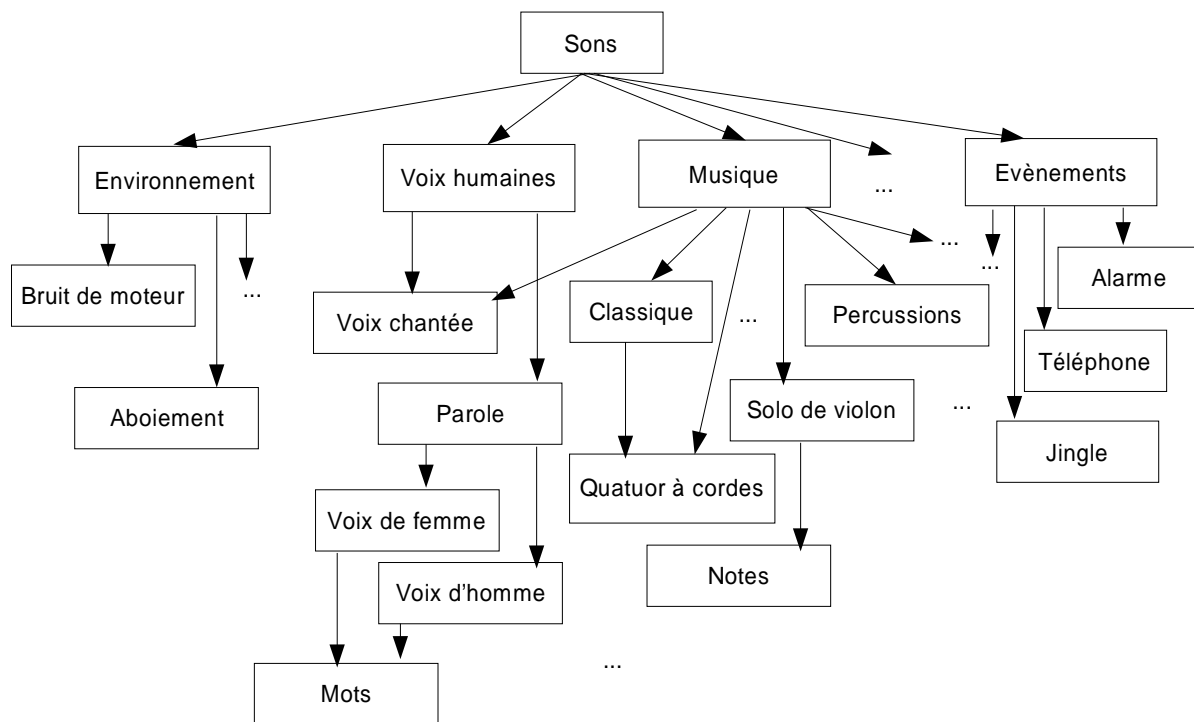 Sons
Environnement
Voix humaines
Musique
...
Evènements
Bruit de moteur
...
Voix chantée
Classique
...
Percussions
...
...
Alarme
Téléphone
Aboiement
Parole
Solo de violon
...
Jingle
Quatuor à cordes
Voix de femme
Voix d'homme
Notes
Mots
...